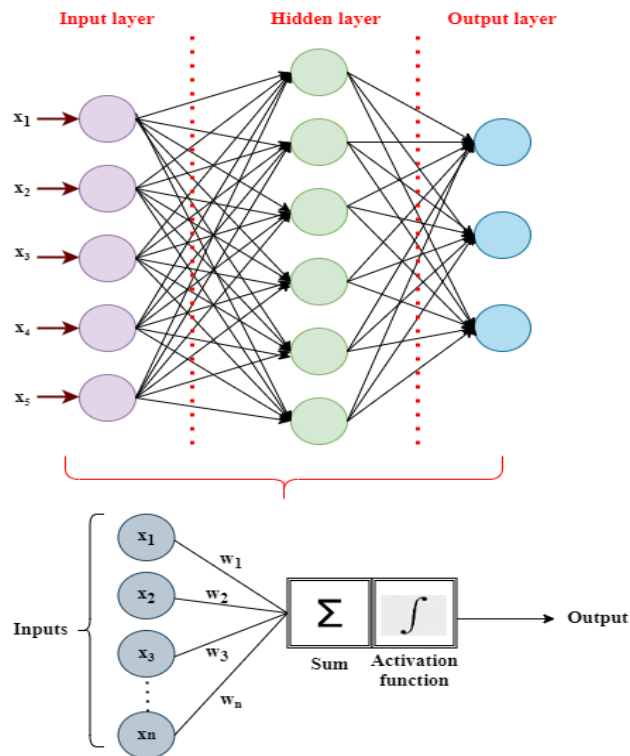 Input layer
Hidden layer
Output layer
x1
x2
x3
x4
x5
x1
x2
x3
xn
Inputs
w1
w2
w3
wn
Σ
∫
Sum
Activation
function
Output